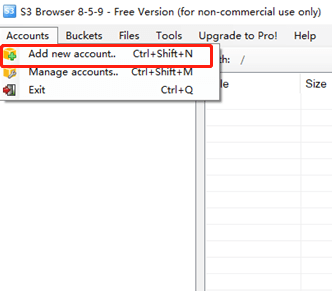 S3 Browser 8-5-9 - Free Version (for non-commercial use only)
Accounts Buckets Files Tools Upgrade to Pro! Help
Add new account.. Ctrl+Shift+N
th: /
Manage accounts.. Ctrl+Shift+M
le Size
Exit Ctrl+Q